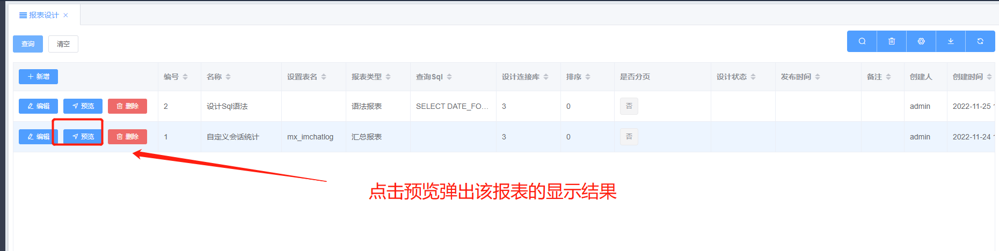 报表设计
查询 清空
新增 编号 名称 设置表名 报表类型 查询Sql 设计连接库 排序 是否分页 设计状态 发布时间 备注 创建人 创建时间
编辑 预览 删除 2 设计Sql语法 语法报表 SELECT DATE_FO... 3 0 否 admin 2022-11-25
编辑 预览 删除 1 自定义会话统计 mx_imchatlog 汇总报表 3 0 否 admin 2022-11-24
点击预览弹出该报表的显示结果